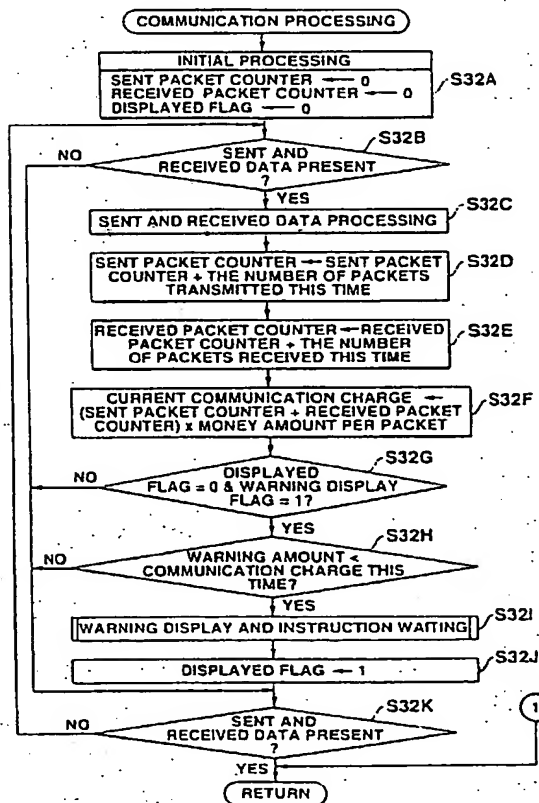 COMMUNICATION PROCESSING
INITIAL PROCESSING
SENT PACKET COUNTER ← 0
RECEIVED PACKET COUNTER ← 0
DISPLAYED FLAG ← 0
S32A
S32B
NO
SENT AND
RECEIVED DATA PRESENT
?
YES
S32C
SENT AND RECEIVED DATA PROCESSING
S32D
SENT PACKET COUNTER ← SENT PACKET
COUNTER + THE NUMBER OF PACKETS
TRANSMITTED THIS TIME
S32E
RECEIVED PACKET COUNTER ← RECEIVED
PACKET COUNTER + THE NUMBER
OF PACKETS RECEIVED THIS TIME
S32F
CURRENT COMMUNICATION CHARGE ←
(SENT PACKET COUNTER + RECEIVED PACKET
COUNTER) x MONEY AMOUNT PER PACKET
S32G
NO
DISPLAYED
FLAG = 0 & WARNING DISPLAY
FLAG = 1?
YES
S32H
NO
WARNING AMOUNT <
COMMUNICATION CHARGE THIS
TIME?
YES
S32I
WARNING DISPLAY AND INSTRUCTION WAITING
S32J
DISPLAYED FLAG ← 1
S32K
NO
SENT AND
RECEIVED DATA PRESENT
?
1
YES
RETURN